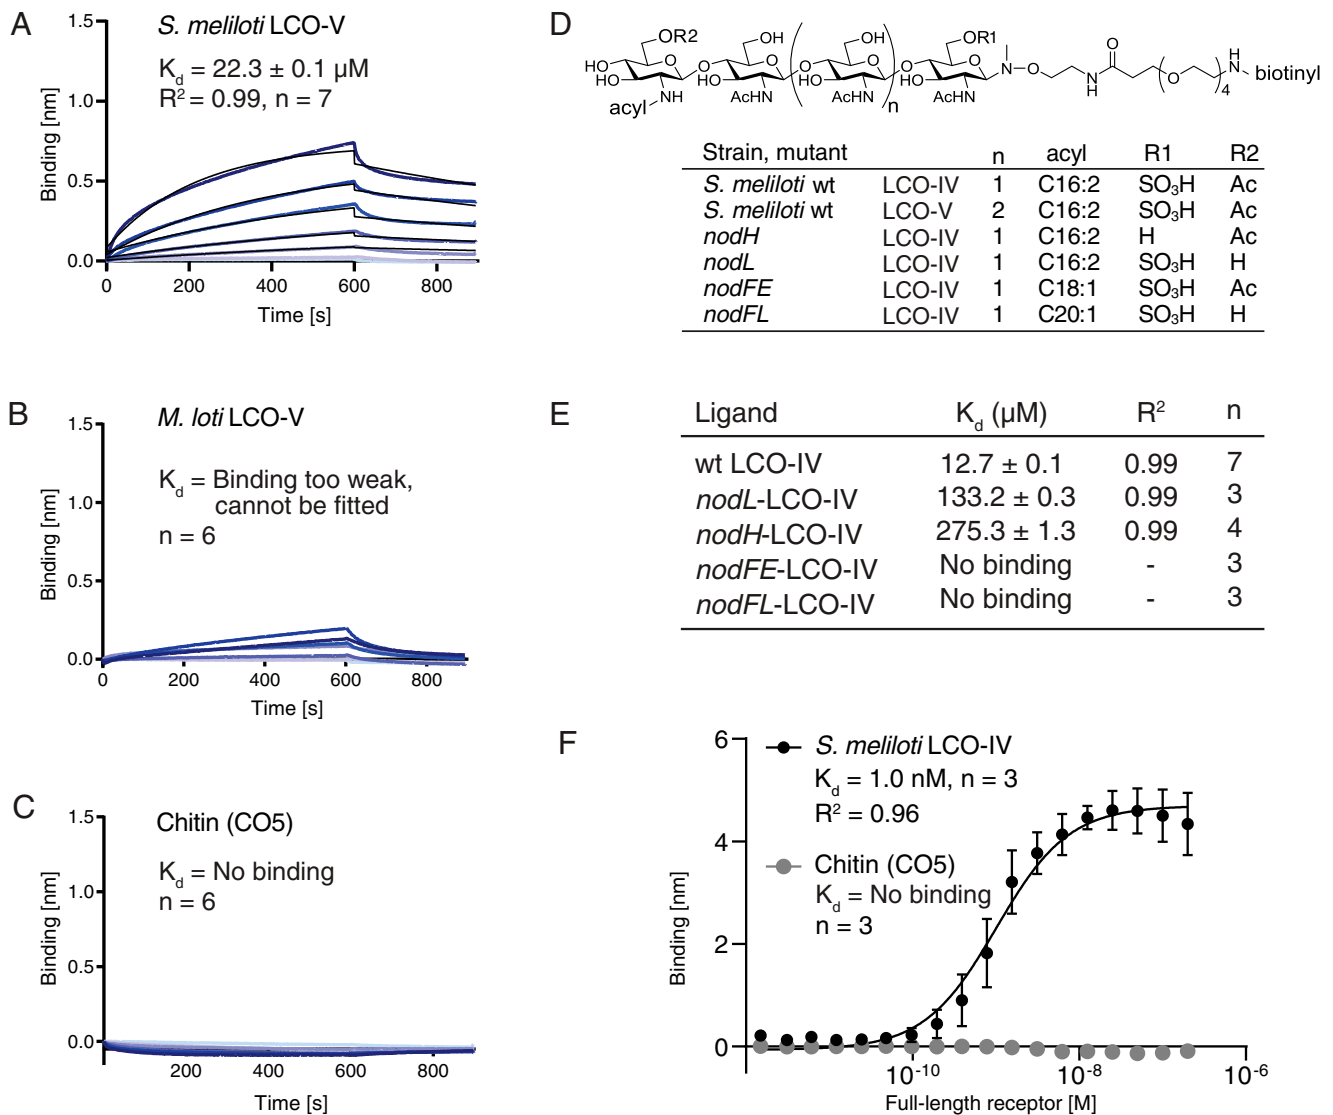 A
S. meliloti LCO-V
Kd = 22.3 ± 0.1 µM
R² = 0.99, n = 7
Binding [nm]
1.5
1.0
0.5
0.0
0 200 400 600 800
Time [s]
B
M. loti LCO-V
Kd = Binding too weak,
cannot be fitted
n = 6
Binding [nm]
1.5
1.0
0.5
0.0
0 200 400 600 800
Time [s]
C
Chitin (CO5)
Kd = No binding
n = 6
Binding [nm]
1.5
1.0
0.5
0.0
200 400 600 800
Time [s]
D
OR2 OH OH OR1 O H
HO O O O O O O O O N biotinyl
HO HO HO HO N O N O 4
NH AcHN AcHN n AcHN H
acyl
Strain, mutant n acyl R1 R2
S. meliloti wt LCO-IV 1 C16:2 SO₃H Ac
S. meliloti wt LCO-V 2 C16:2 SO₃H Ac
nodH LCO-IV 1 C16:2 H Ac
nodL LCO-IV 1 C16:2 SO₃H H
nodFE LCO-IV 1 C18:1 SO₃H Ac
nodFL LCO-IV 1 C20:1 SO₃H H
E
Ligand Kd (µM) R² n
wt LCO-IV 12.7 ± 0.1 0.99 7
nodL-LCO-IV 133.2 ± 0.3 0.99 3
nodH-LCO-IV 275.3 ± 1.3 0.99 4
nodFE-LCO-IV No binding - 3
nodFL-LCO-IV No binding - 3
F
S. meliloti LCO-IV
Kd = 1.0 nM, n = 3
R² = 0.96
Chitin (CO5)
Kd = No binding
n = 3
Binding [nm]
6
4
2
0
10⁻¹⁰ 10⁻⁸ 10⁻⁶
Full-length receptor [M]